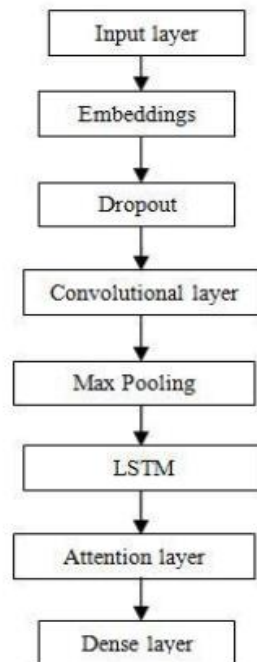 Input layer
Embeddings
Dropout
Convolutional layer
Max Pooling
LSTM
Attention layer
Dense layer